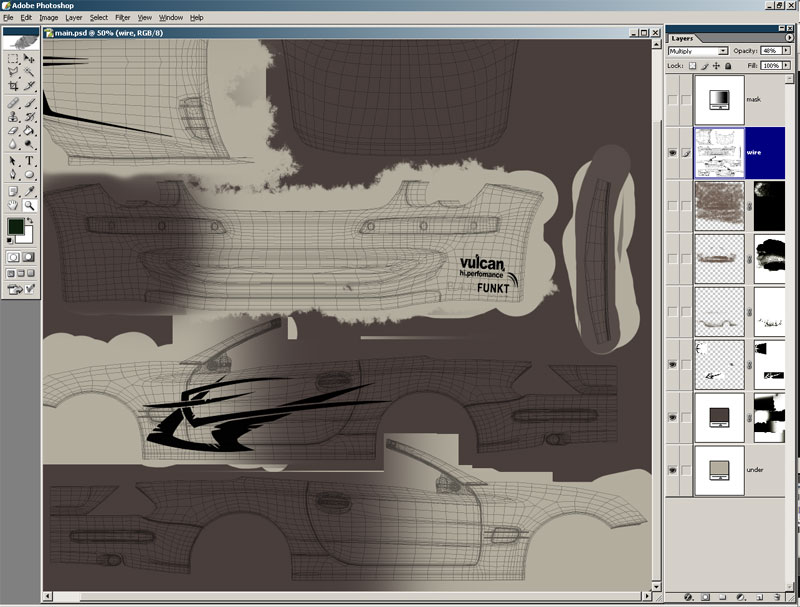 Adobe Photoshop
File Edit Image Layer Select Filter View Window Help
main.psd @ 50% (wire, RGB/8)
Layers
Multiply Opacity: 48%
Lock: Fill: 100%
mask
wire
vulcan
hi.perfomance
FUNKT
under